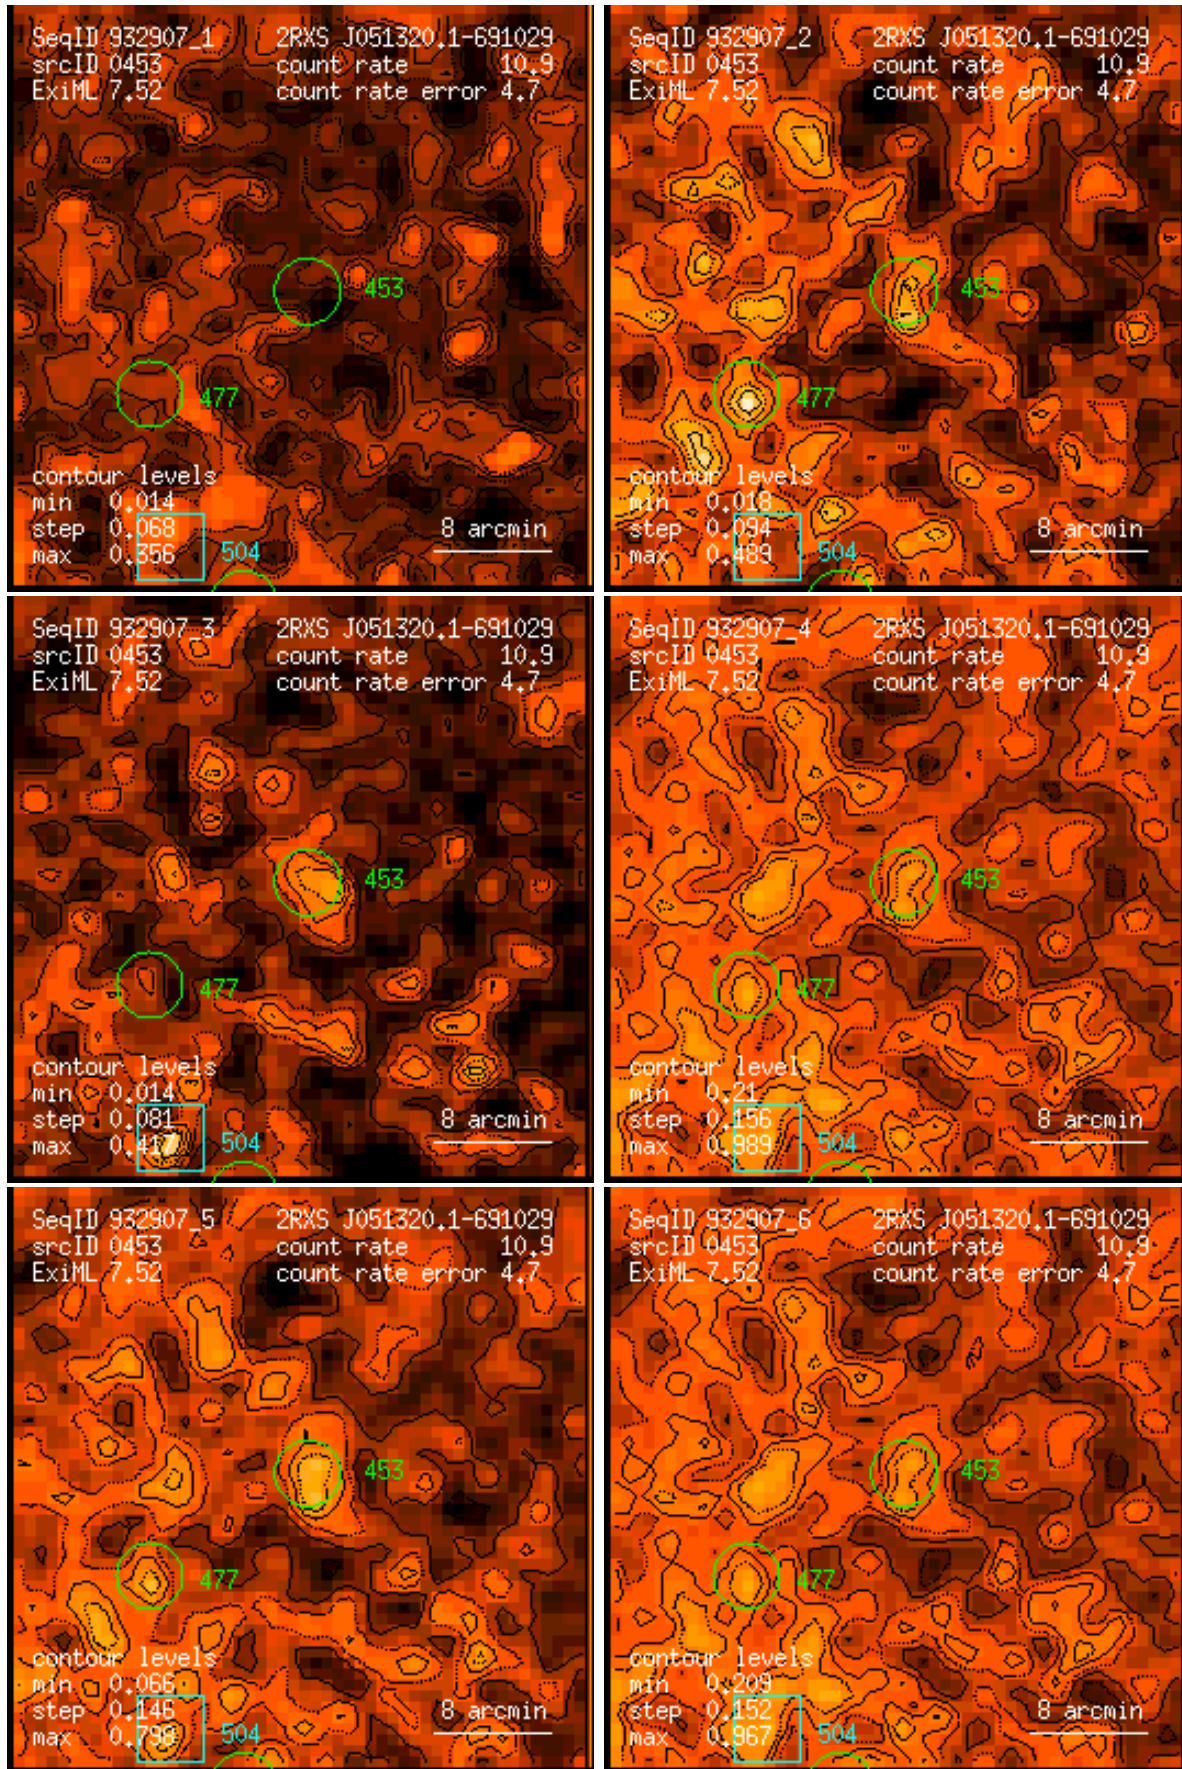 SeqID 932907_1 2RXS J051320.1-691029
srcID 0453 count rate 10.9
ExiML 7.52 count rate error 4.7
453
477
contour levels
min 0.014
step 0.068 8 arcmin
max 0.356 504
SeqID 932907_2 2RXS J051320.1-691029
srcID 0453 count rate 10.9
ExiML 7.52 count rate error 4.7
453
477
contour levels
min 0.018
step 0.094 8 arcmin
max 0.489 504
SeqID 932907_3 2RXS J051320.1-691029
srcID 0453 count rate 10.9
ExiML 7.52 count rate error 4.7
453
477
contour levels
min 0.014
step 0.081 8 arcmin
max 0.417 504
SeqID 932907_4 2RXS J051320.1-691029
srcID 0453 count rate 10.9
ExiML 7.52 count rate error 4.7
453
477
contour levels
min 0.21
step 0.156 8 arcmin
max 0.989 504
SeqID 932907_5 2RXS J051320.1-691029
srcID 0453 count rate 10.9
ExiML 7.52 count rate error 4.7
453
477
contour levels
min 0.066
step 0.146 8 arcmin
max 0.798 504
SeqID 932907_6 2RXS J051320.1-691029
srcID 0453 count rate 10.9
ExiML 7.52 count rate error 4.7
453
477
contour levels
min 0.209
step 0.152 8 arcmin
max 0.967 504